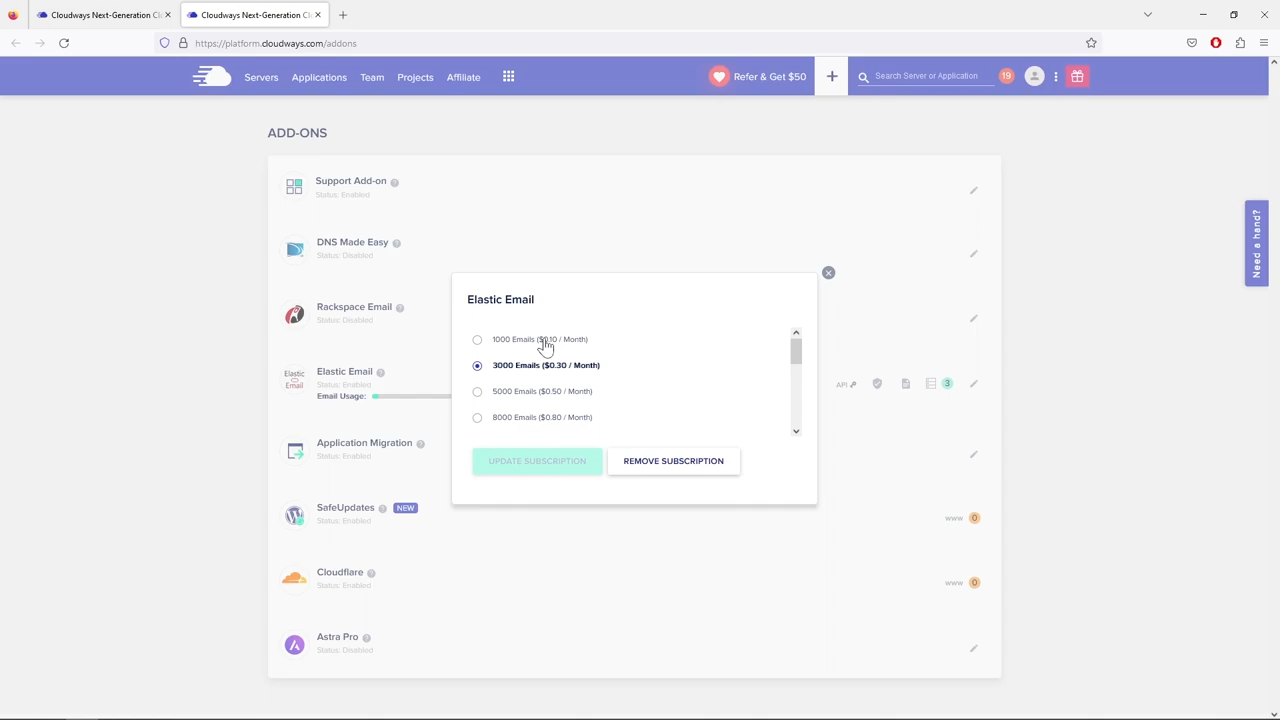 Cloudways Next-Generation Cl
Cloudways Next-Generation Cl
https://platform.cloudways.com/addons
Servers
Applications
Team
Projects
Affiliate
Refer & Get $50
Search Server or Application
19
Need a hand?
ADD-ONS
Support Add-on
Status: Enabled
DNS Made Easy
Status: Disabled
Rackspace Email
Status: Disabled
Elastic Email
Elastic Email
Status: Enabled
Email Usage:
API
3
Application Migration
Status: Enabled
SafeUpdates NEW
Status: Enabled
www 0
Cloudflare
Status: Enabled
www 0
Astra Pro
Status: Disabled
Elastic Email
1000 Emails ($0.10 / Month)
3000 Emails ($0.30 / Month)
5000 Emails ($0.50 / Month)
8000 Emails ($0.80 / Month)
UPDATE SUBSCRIPTION
REMOVE SUBSCRIPTION